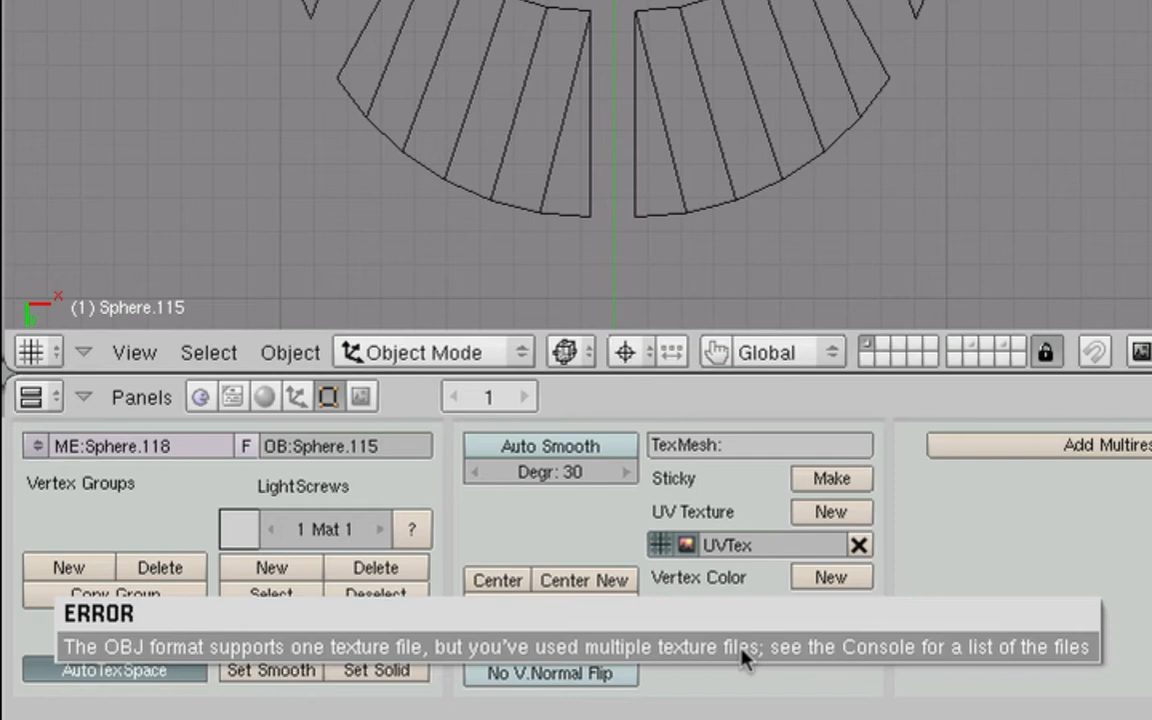 x
y
(1) Sphere.115
View Select Object Object Mode Global
Panels 1
ME:Sphere.118 F OB:Sphere.115 Auto Smooth TexMesh: Add Multires
Degr: 30 Sticky Make
Vertex Groups LightScrews
UV Texture New
1 Mat 1 ?
UVTex
New Delete New Delete Center Center New Vertex Color New
Copy Group Select Deselect
ERROR
The OBJ format supports one texture file, but you've used multiple texture files; see the Console for a list of the files
AutoTexSpace Set Smooth Set Solid No V.Normal Flip